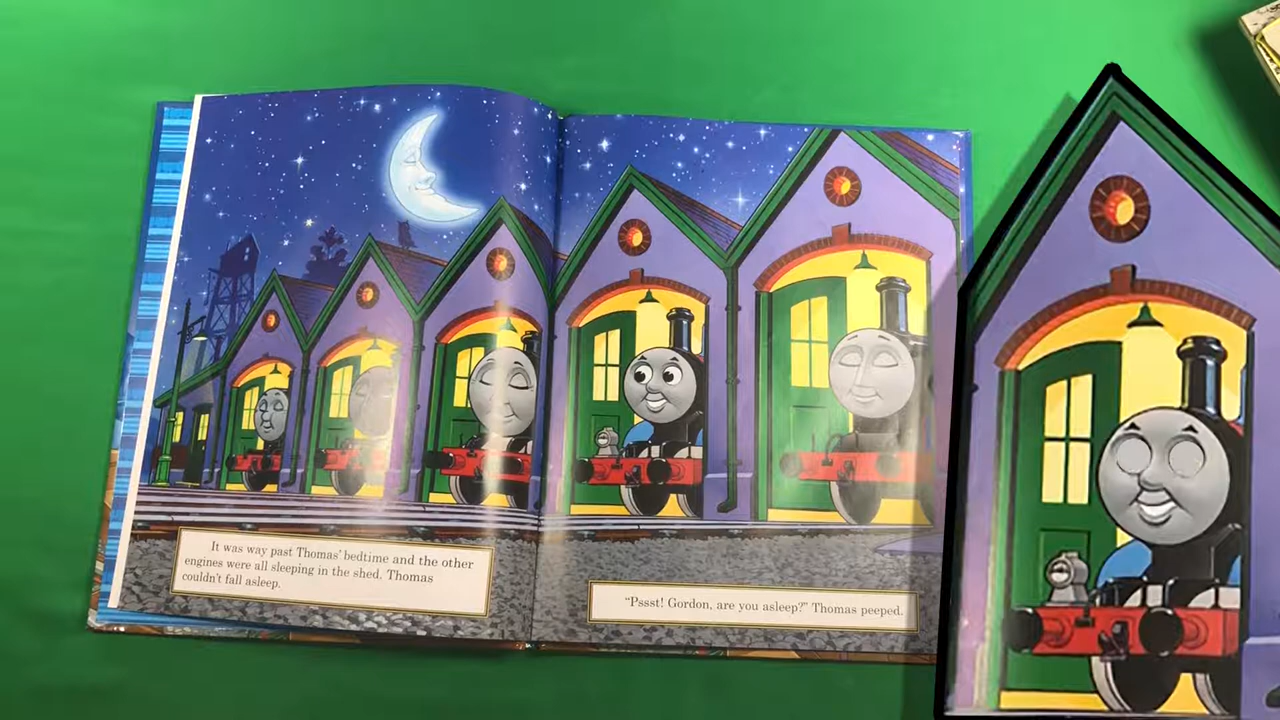 It was way past Thomas' bedtime and the other
engines were all sleeping in the shed. Thomas
couldn't fall asleep.
"Pssst! Gordon, are you asleep?" Thomas peeped.